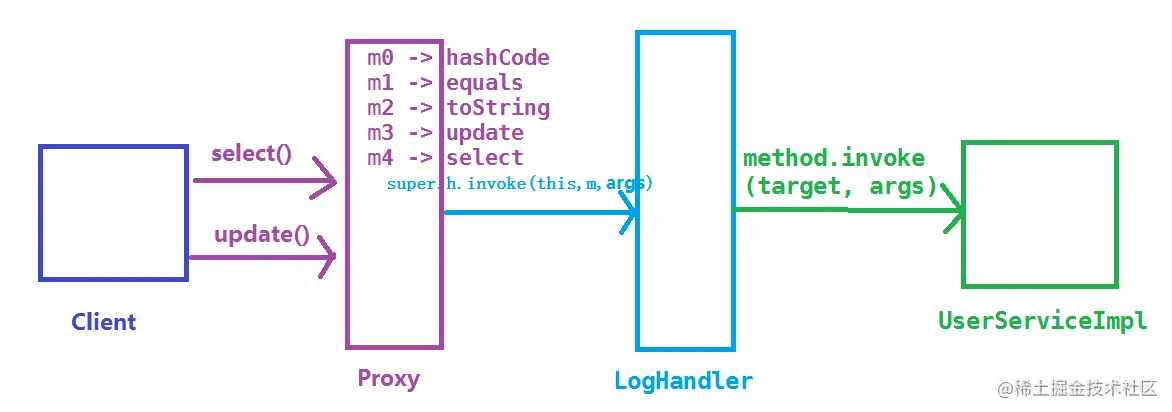 m0 -> hashCode
m1 -> equals
m2 -> toString
m3 -> update
m4 -> select
select()
super.h.invoke(this,m,args)
method.invoke
(target, args)
update()
Client
Proxy
LogHandler
UserServiceImpl
@稀土掘金技术社区